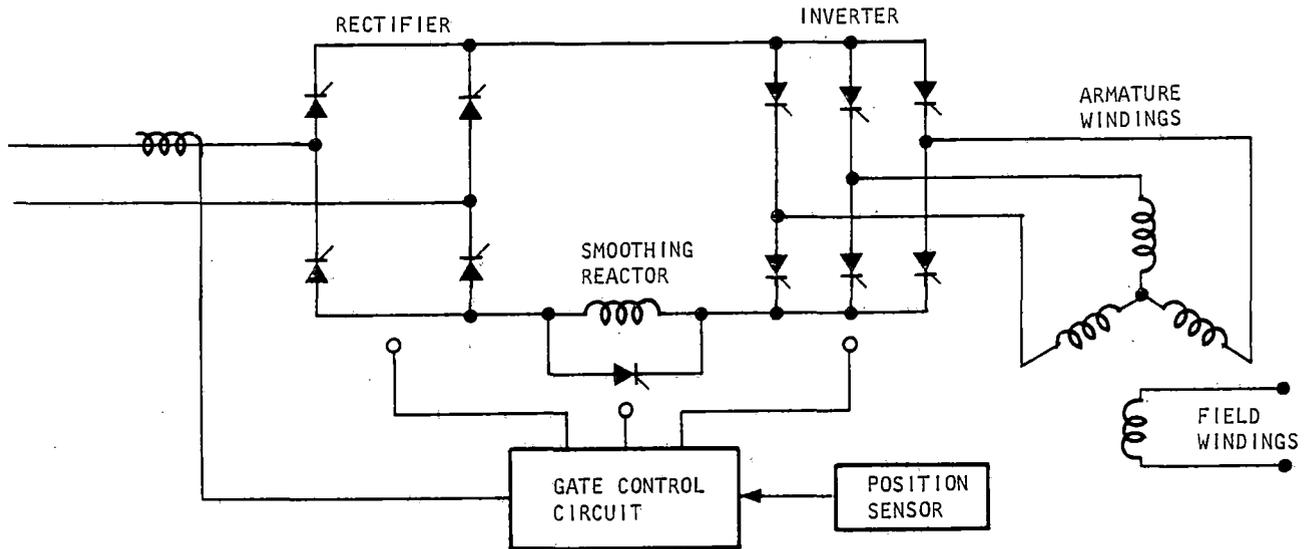 RECTIFIER
INVERTER
ARMATURE
WINDINGS
SMOOTHING
REACTOR
FIELD
WINDINGS
GATE CONTROL
CIRCUIT
POSITION
SENSOR